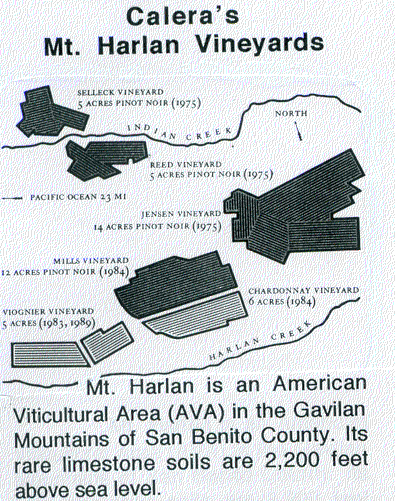 Calera's
Mt. Harlan Vineyards
SELLECK VINEYARD
5 ACRES PINOT NOIR (1975)
INDIAN CREEK
NORTH
REED VINEYARD
5 ACRES PINOT NOIR (1975)
PACIFIC OCEAN 23 MI
JENSEN VINEYARD
14 ACRES PINOT NOIR (1975)
MILLS VINEYARD
12 ACRES PINOT NOIR (1984)
CHARDONNAY VINEYARD
6 ACRES (1984)
VIOGNIER VINEYARD
5 ACRES (1983, 1989)
HARLAN CREEK
Mt. Harlan is an American
Viticultural Area (AVA) in the Gavilan
Mountains of San Benito County. Its
rare limestone soils are 2,200 feet
above sea level.